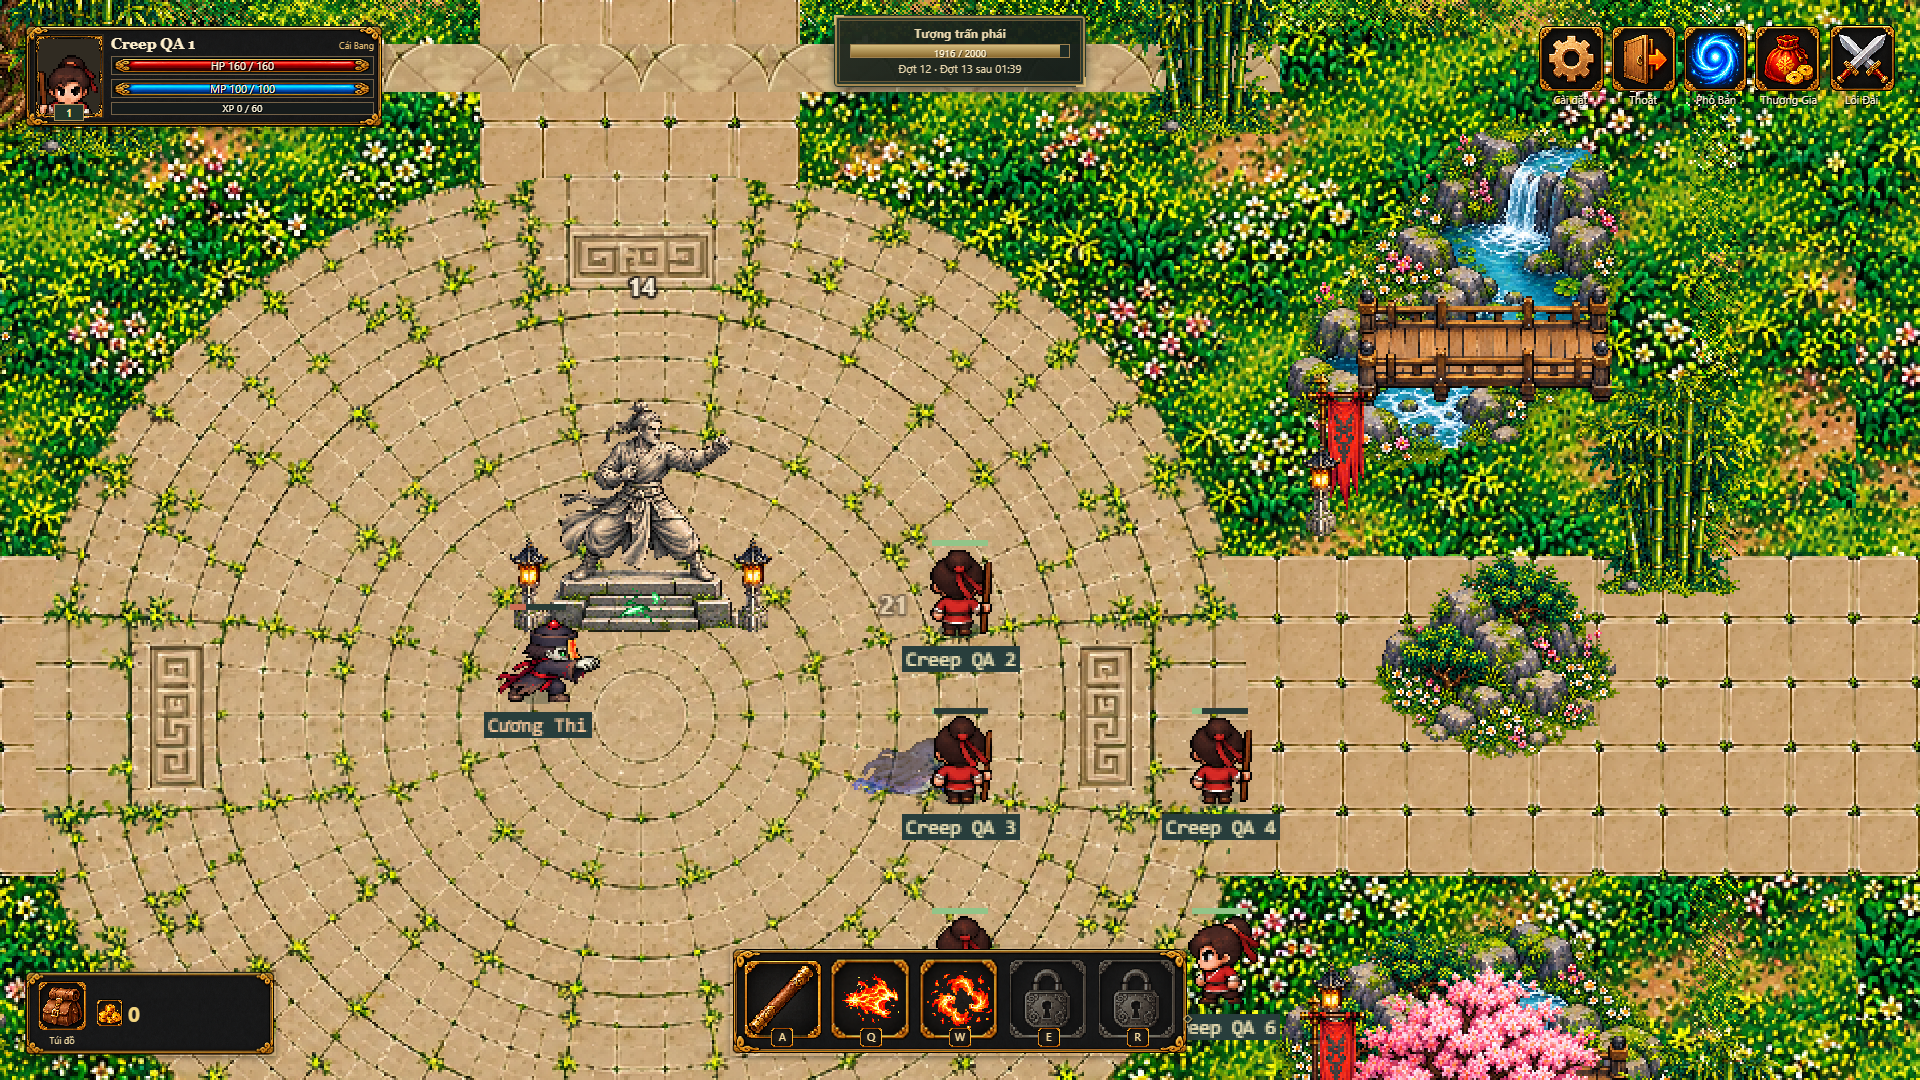 Creep QA 1
Cái Bang
HP 160 / 160
MP 100 / 100
XP 0 / 60
1
Tượng trấn phái
1916 / 2000
Đợt 12 · Đợt 13 sau 01:39
Cài đặt
Thoát
Phó Bản
Thương Gia
Lôi Đài
14
21
Creep QA 2
Cương Thi
Creep QA 3
Creep QA 4
eep QA 6
0
Túi đồ
A
Q
W
E
R